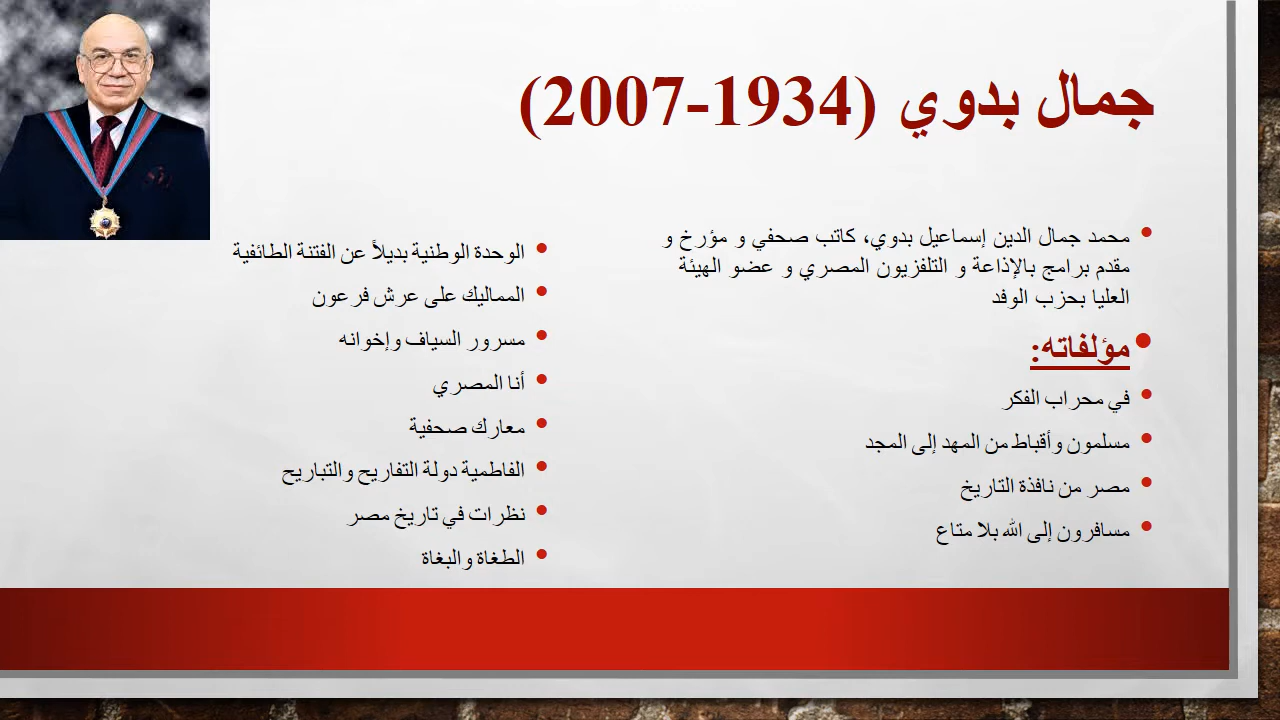 جمال بدوي (1934-2007)
محمد جمال الدين إسماعيل بدوي، كاتب صحفي و مؤرخ و
مقدم برامج بالإذاعة و التلفزيون المصري و عضو الهيئة
العليا بحزب الوفد
مؤلفاته:
في محراب الفكر
مسلمون وأقباط من المهد إلى المجد
مصر من نافذة التاريخ
مسافرون إلى الله بلا متاع
الوحدة الوطنية بديلاً عن الفتنة الطائفية
المماليك على عرش فرعون
مسرور السياف وإخوانه
أنا المصري
معارك صحفية
الفاطمية دولة التفاريح والتباريح
نظرات في تاريخ مصر
الطغاة والبغاة